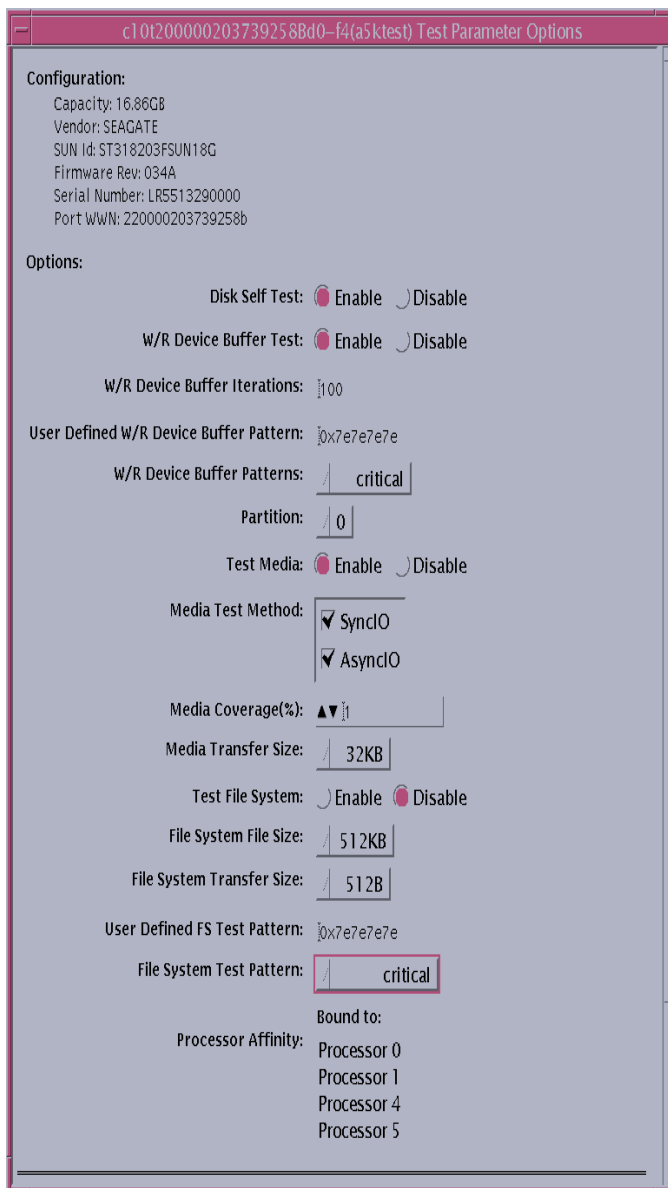 c10t200000203739258Bd0-f4(a5ktest) Test Parameter Options
Configuration:
Capacity: 16.86GB
Vendor: SEAGATE
SUN Id: ST318203FSUN18G
Firmware Rev: 034A
Serial Number: LR5513290000
Port WWN: 220000203739258b
Options:
Disk Self Test: Enable Disable
W/R Device Buffer Test: Enable Disable
W/R Device Buffer Iterations: 100
User Defined W/R Device Buffer Pattern: 0x7e7e7e7e
W/R Device Buffer Patterns: critical
Partition: 0
Test Media: Enable Disable
Media Test Method: SyncIO
AsyncIO
Media Coverage(%): 1
Media Transfer Size: 32KB
Test File System: Enable Disable
File System File Size: 512KB
File System Transfer Size: 512B
User Defined FS Test Pattern: 0x7e7e7e7e
File System Test Pattern: critical
Bound to:
Processor Affinity:
Processor 0
Processor 1
Processor 4
Processor 5